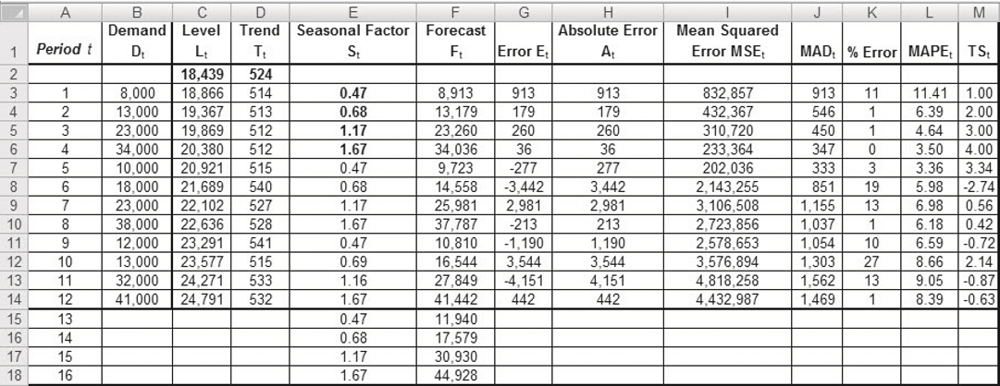 A B C D E F G H I J K L M
1 Period t Demand Dt Level Lt Trend Tt Seasonal Factor St Forecast Ft Error Et Absolute Error At Mean Squared Error MSEt MADt % Error MAPEt TSt
2 18,439 524
3 1 8,000 18,866 514 0.47 8,913 913 913 832,857 913 11 11.41 1.00
4 2 13,000 19,367 513 0.68 13,179 179 179 432,367 546 1 6.39 2.00
5 3 23,000 19,869 512 1.17 23,260 260 260 310,720 450 1 4.64 3.00
6 4 34,000 20,380 512 1.67 34,036 36 36 233,364 347 0 3.50 4.00
7 5 10,000 20,921 515 0.47 9,723 -277 277 202,036 333 3 3.36 3.34
8 6 18,000 21,689 540 0.68 14,558 -3,442 3,442 2,143,255 851 19 5.98 -2.74
9 7 23,000 22,102 527 1.17 25,981 2,981 2,981 3,106,508 1,155 13 6.98 0.56
10 8 38,000 22,636 528 1.67 37,787 -213 213 2,723,856 1,037 1 6.18 0.42
11 9 12,000 23,291 541 0.47 10,810 -1,190 1,190 2,578,653 1,054 10 6.59 -0.72
12 10 13,000 23,577 515 0.69 16,544 3,544 3,544 3,576,894 1,303 27 8.66 2.14
13 11 32,000 24,271 533 1.16 27,849 -4,151 4,151 4,818,258 1,562 13 9.05 -0.87
14 12 41,000 24,791 532 1.67 41,442 442 442 4,432,987 1,469 1 8.39 -0.63
15 13 0.47 11,940
16 14 0.68 17,579
17 15 1.17 30,930
18 16 1.67 44,928